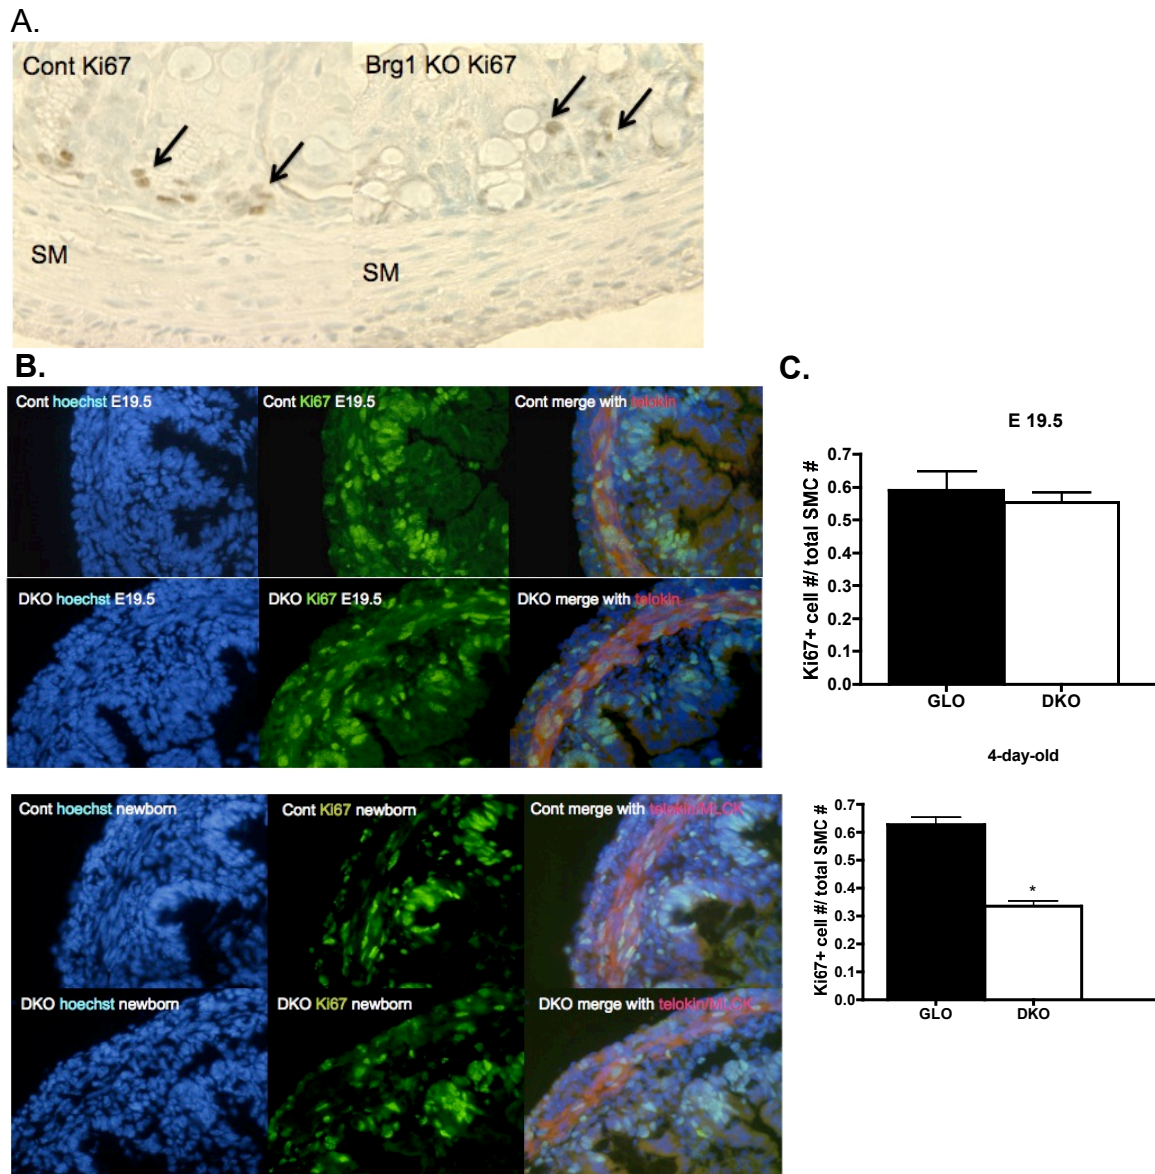 A.
Cont Ki67
Brg1 KO Ki67
SM
SM
B.
Cont hoechst E19.5
Cont Ki67 E19.5
Cont merge with telokin
DKO hoechst E19.5
DKO Ki67 E19.5
DKO merge with telokin
Cont hoechst newborn
Cont Ki67 newborn
Cont merge with telokin/MLCK
DKO hoechst newborn
DKO Ki67 newborn
DKO merge with telokin/MLCK
C.
E 19.5
Ki67+ cell #/ total SMC #
0.7
0.6
0.5
0.4
0.3
0.2
0.1
0.0
GLO
DKO
4-day-old
Ki67+ cell #/ total SMC #
0.7
0.6
0.5
0.4
0.3
0.2
0.1
0.0
*
GLO
DKO